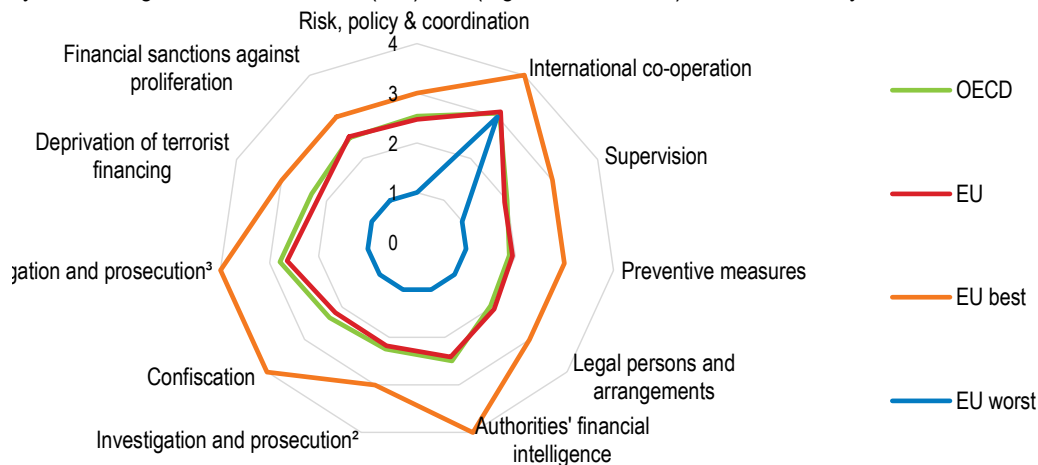 Risk, policy & coordination
4
Financial sanctions against
proliferation
International co-operation
OECD
3
Deprivation of terrorist
financing
2
Supervision
1
EU
0
igation and prosecution³
Preventive measures
EU best
Legal persons and
arrangements
Confiscation
EU worst
Authorities' financial
intelligence
Investigation and prosecution²